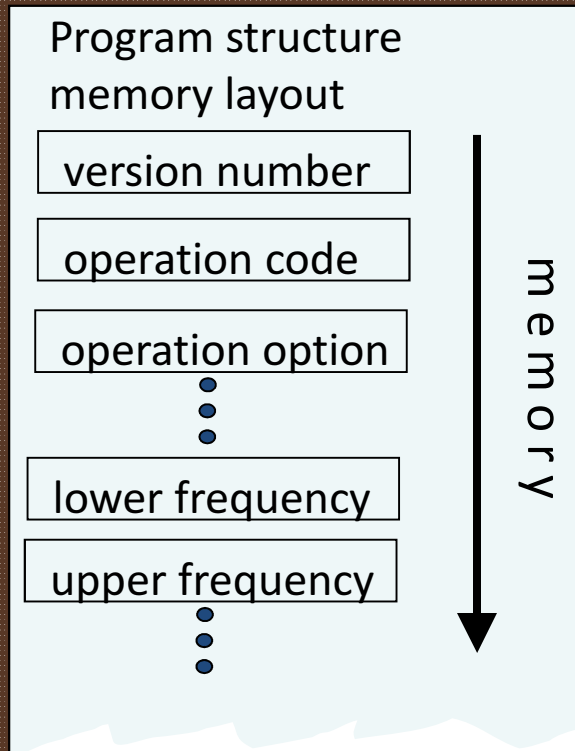 Program structure
memory layout
version number
operation code
operation option
lower frequency
upper frequency
memory